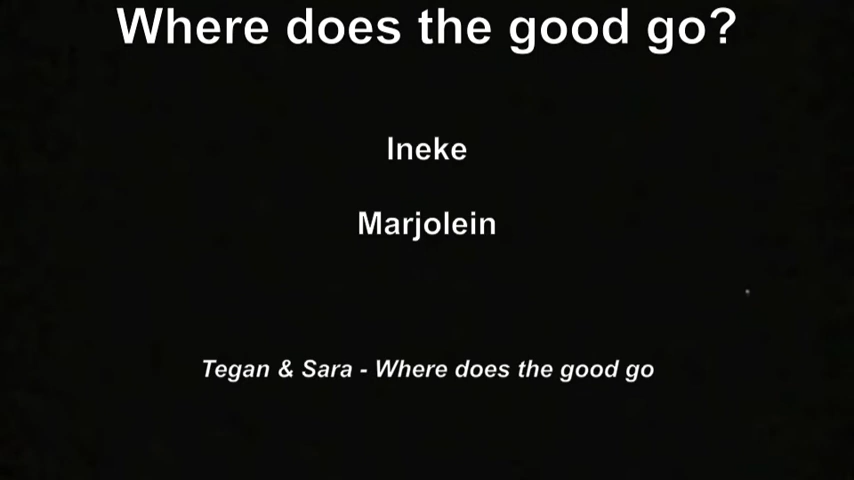 Where does the good go?
Ineke
Marjolein
Tegan & Sara - Where does the good go